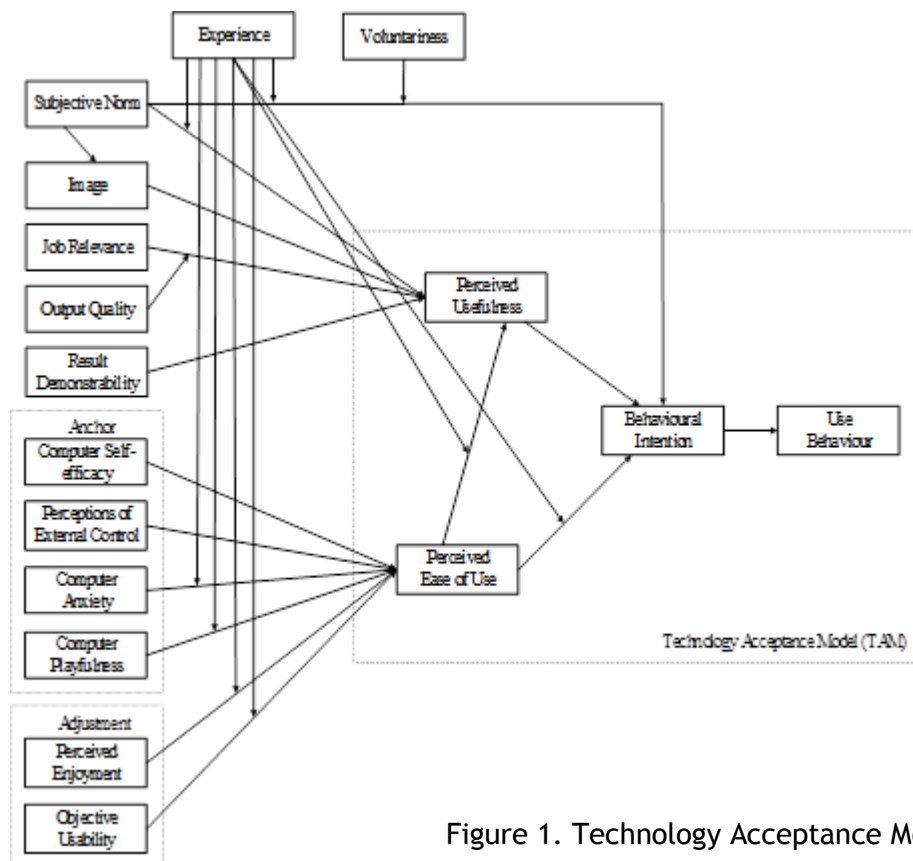 Experience
Voluntariness
Subjective Norm
Image
Job Relevance
Output Quality
Result
Demonstrability
Perceived
Usefulness
Anchor
Computer Self-
efficacy
Perceptions of
External Control
Computer
Anxiety
Computer
Playfulness
Behavioural
Intention
Use
Behaviour
Perceived
Ease of Use
Technology Acceptance Model (TAM)
Adjustment
Perceived
Enjoyment
Objective
Usability
Figure 1. Technology Acceptance